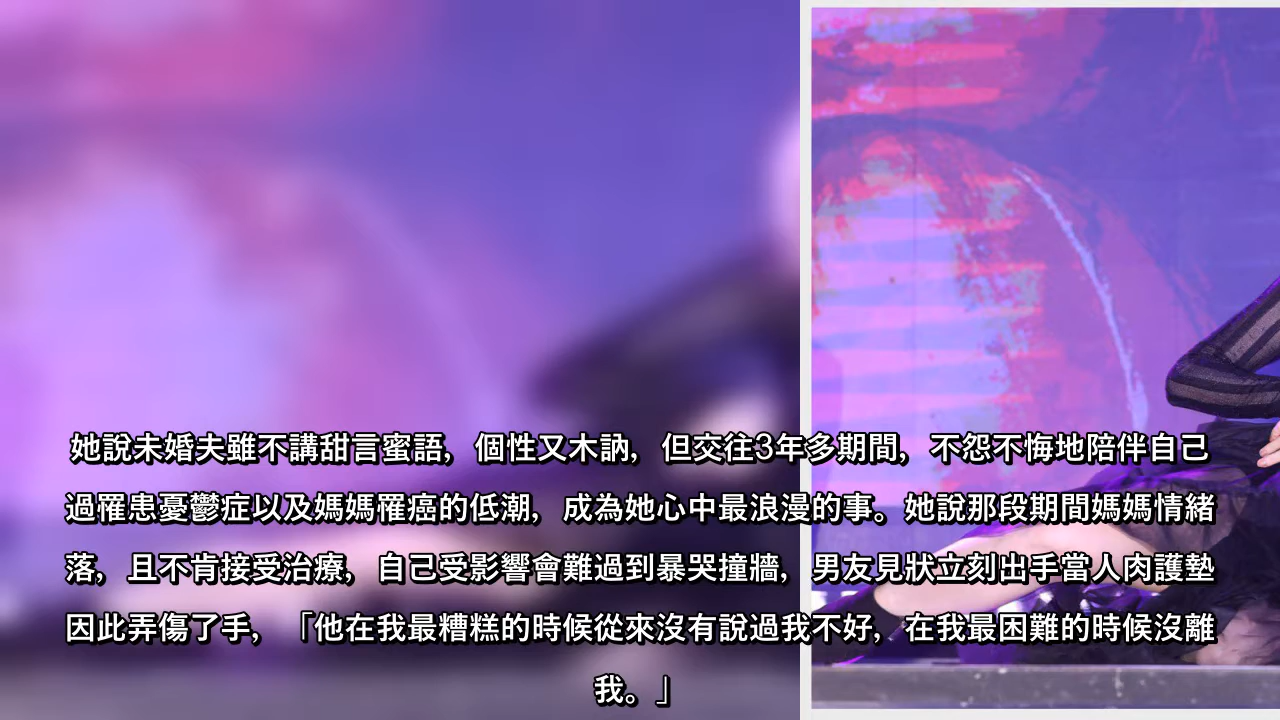 她說未婚夫雖不講甜言蜜語，個性又木訥，但交往3年多期間，不怨不悔地陪伴自己
過罹患憂鬱症以及媽媽罹癌的低潮，成為她心中最浪漫的事。她說那段期間媽媽情緒
落，且不肯接受治療，自己受影響會難過到暴哭撞牆，男友見狀立刻出手當人肉護墊
因此弄傷了手，「他在我最糟糕的時候從來沒有說過我不好，在我最困難的時候沒離
我。」